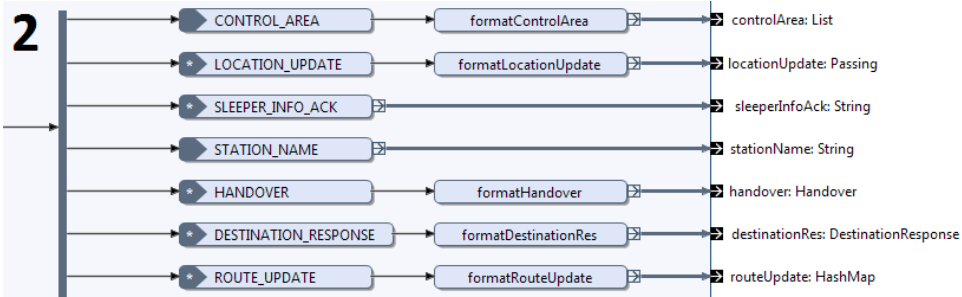 2
CONTROL_AREA formatControlArea controlArea: List
* LOCATION_UPDATE formatLocationUpdate locationUpdate: Passing
* SLEEPER_INFO_ACK sleeperInfoAck: String
STATION_NAME stationName: String
* HANDOVER formatHandover handover: Handover
* DESTINATION_RESPONSE formatDestinationRes destinationRes: DestinationResponse
* ROUTE_UPDATE formatRouteUpdate routeUpdate: HashMap